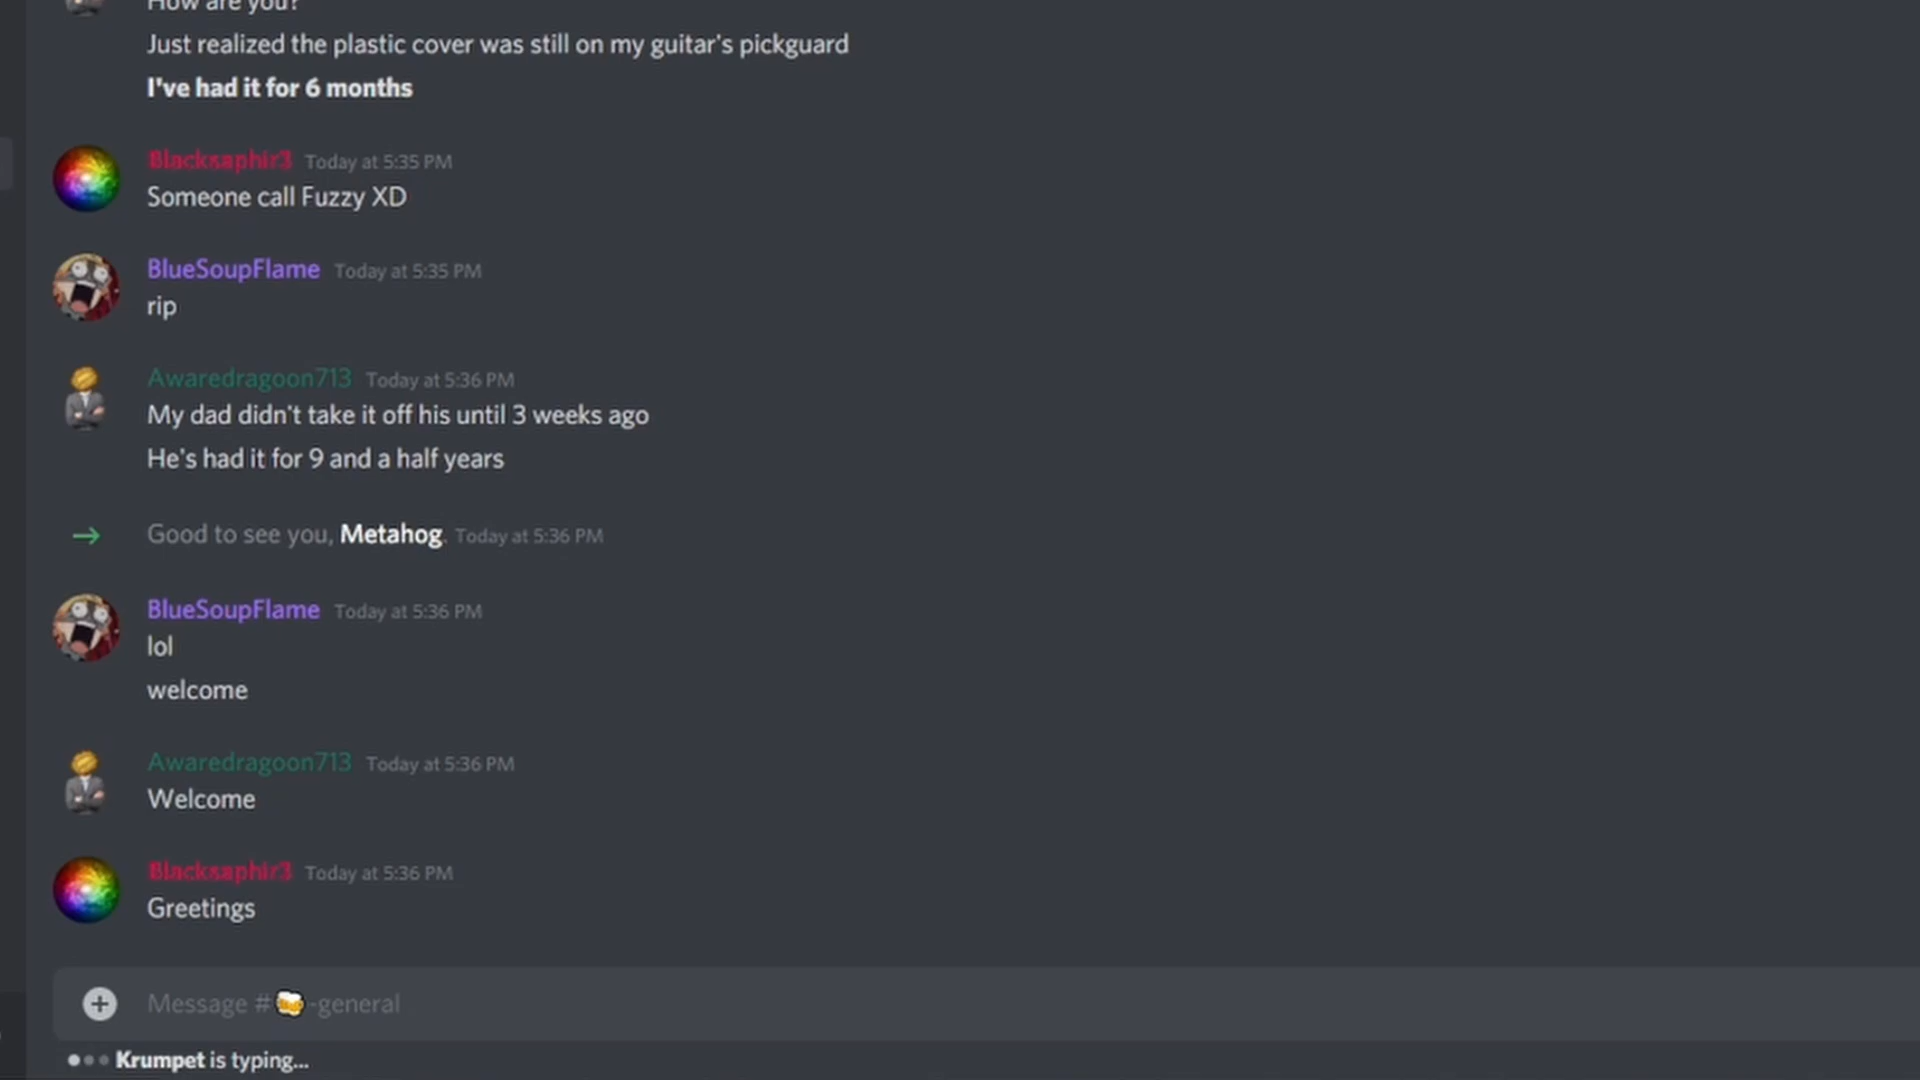 How are you?
Just realized the plastic cover was still on my guitar's pickguard
I've had it for 6 months
Blacksaphir3 Today at 5:35 PM
Someone call Fuzzy XD
BlueSoupFlame Today at 5:35 PM
rip
Awaredragoon713 Today at 5:36 PM
My dad didn't take it off his until 3 weeks ago
He's had it for 9 and a half years
Good to see you, Metahog. Today at 5:36 PM
BlueSoupFlame Today at 5:36 PM
lol
welcome
Awaredragoon713 Today at 5:36 PM
Welcome
Blacksaphir3 Today at 5:36 PM
Greetings
Message #🍻-general
Krumpet is typing...